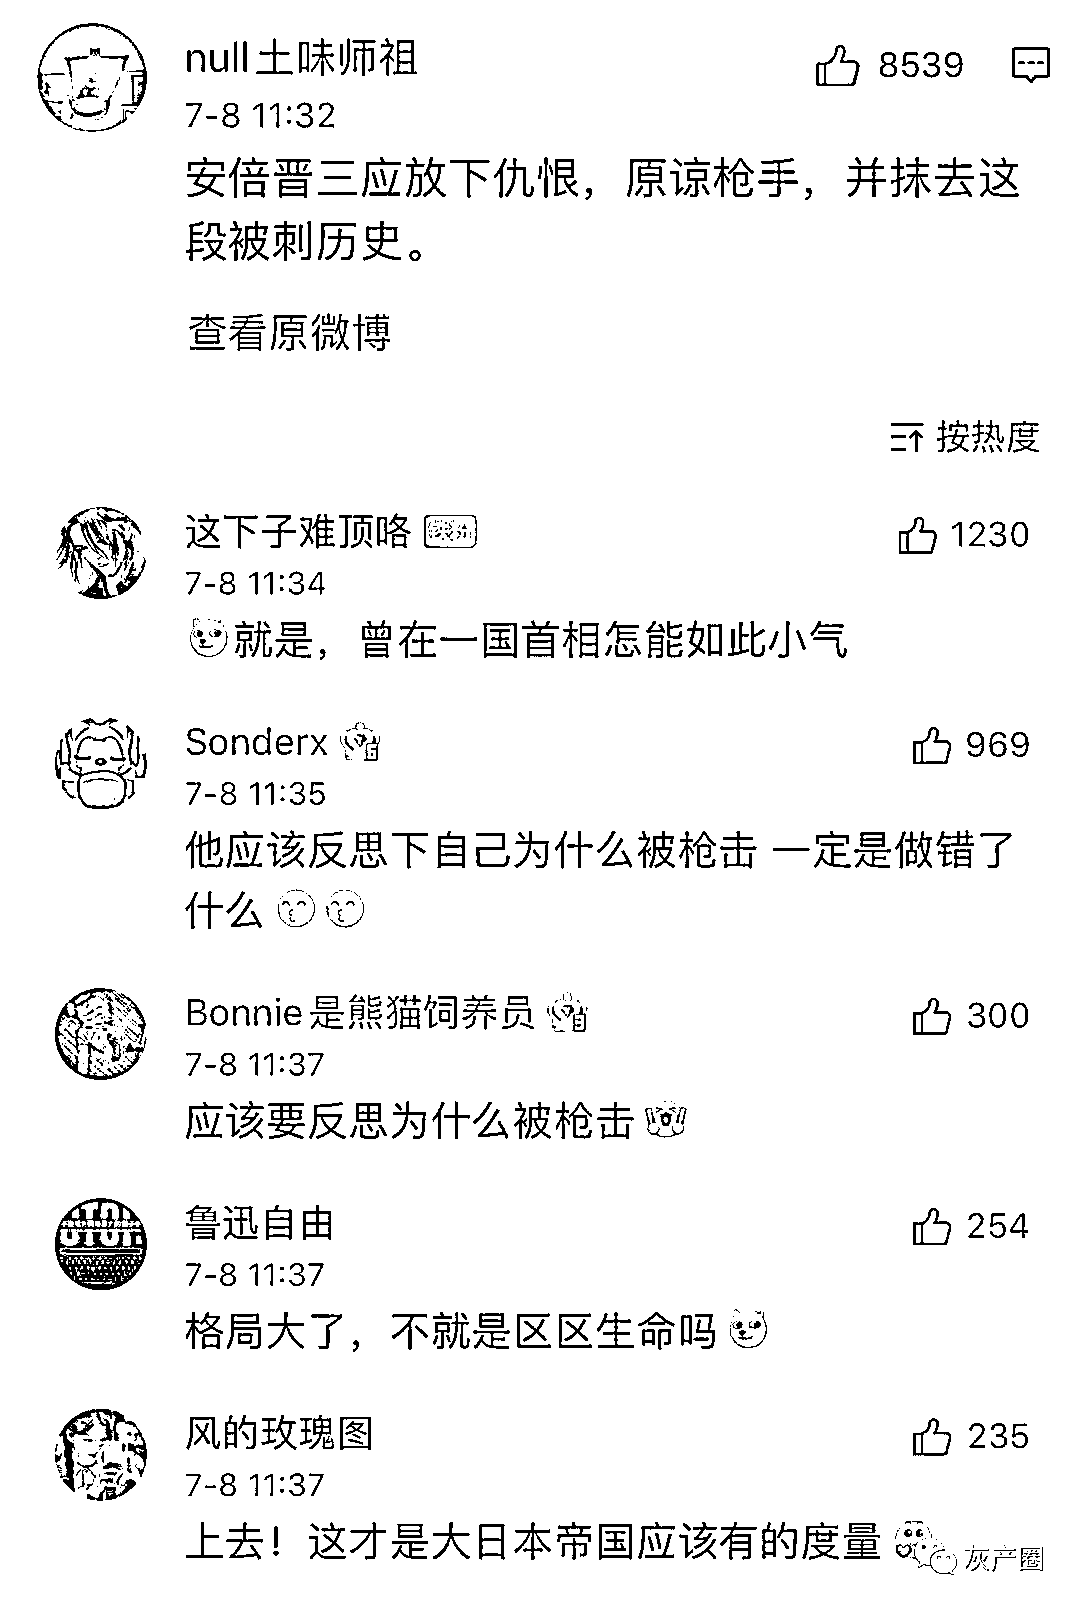 null土味师祖
8539
7-8 11:32
安倍晋三应放下仇恨，原谅枪手，并抹去这
段被刺历史。
查看原微博
按热度
这下子难顶咯
1230
7-8 11:34
就是，曾在一国首相怎能如此小气
Sonderx
969
7-8 11:35
他应该反思下自己为什么被枪击 一定是做错了
什么
Bonnie是熊猫饲养员
300
7-8 11:37
应该要反思为什么被枪击
鲁迅自由
254
7-8 11:37
格局大了，不就是区区生命吗
风的玫瑰图
235
7-8 11:37
上去！这才是大日本帝国应该有的度量
灰产圈